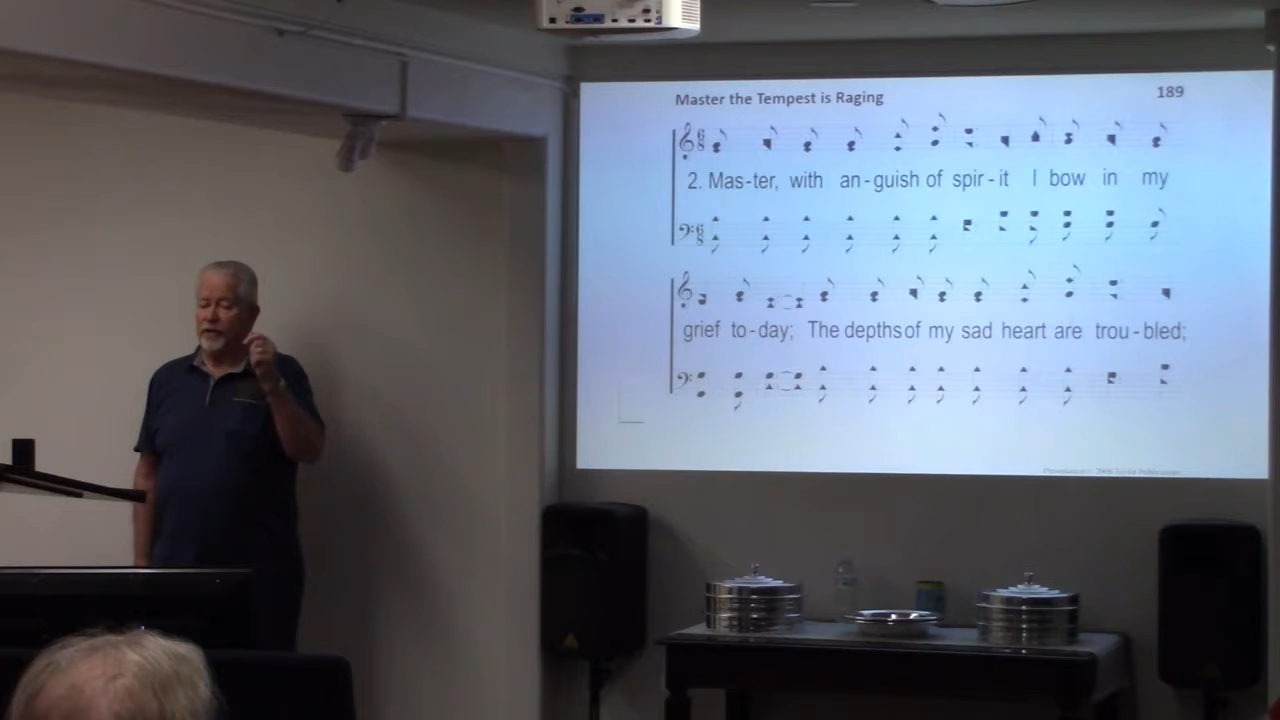 Master the Tempest is Raging 189
2. Mas-ter, with an-guish of spir-it I bow in my
grief to-day; The depths of my sad heart are trou-bled;